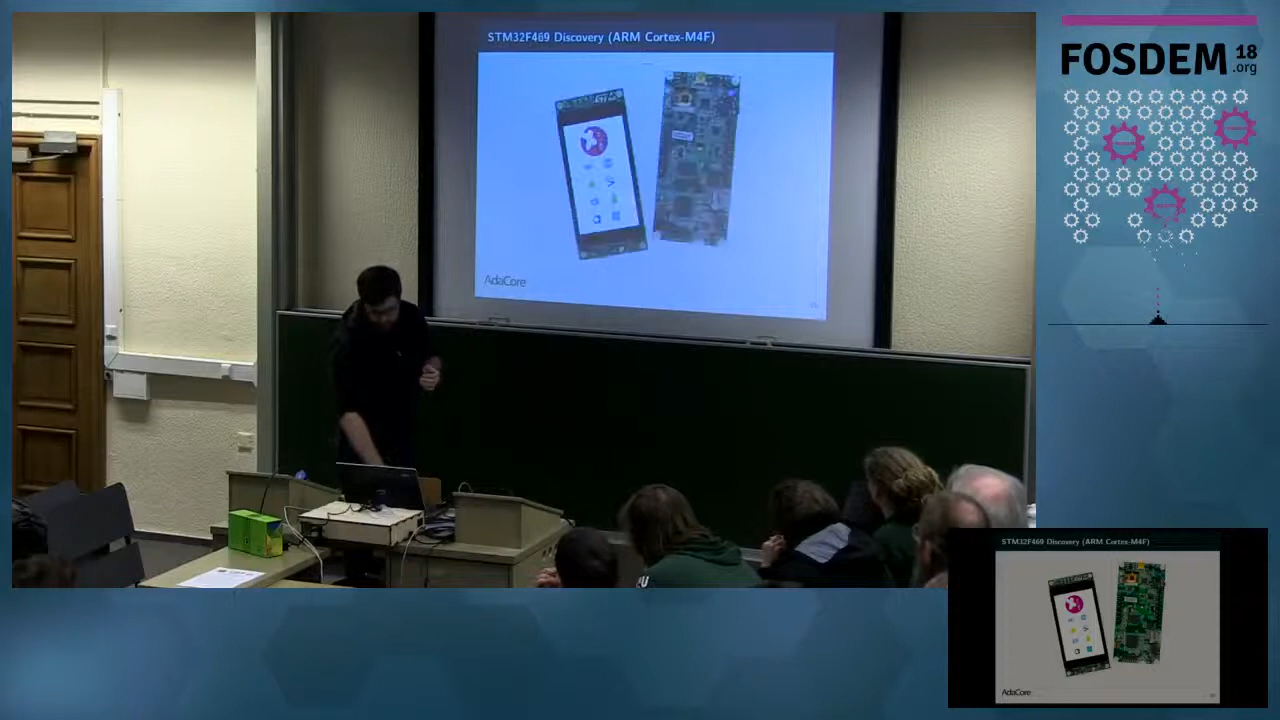 STM32F469 Discovery (ARM Cortex-M4F)
AdaCore
FOSDEM 18
.org
STM32F469 Discovery (ARM Cortex-M4F)
AdaCore